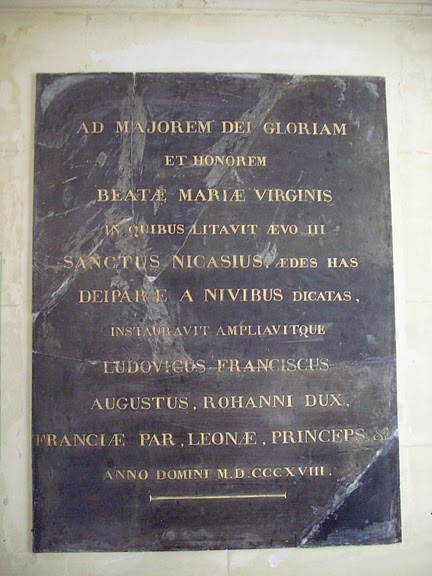 AD MAJOREM DEI GLORIAM
ET HONOREM
BEATÆ MARIÆ VIRGINIS
IN QUIBUS LITAVIT ÆVO III
SANCTUS NICASIUS, ÆDES HAS
DEIPARÆ A NIVIBUS DICATAS,
INSTAURAVIT AMPLIAVITQUE
LUDOVICUS FRANCISCUS
AUGUSTUS, ROHANNI DUX,
FRANCIÆ PAR, LEONÆ, PRINCEPS, &
ANNO DOMINI M.D.CCCXVIII.